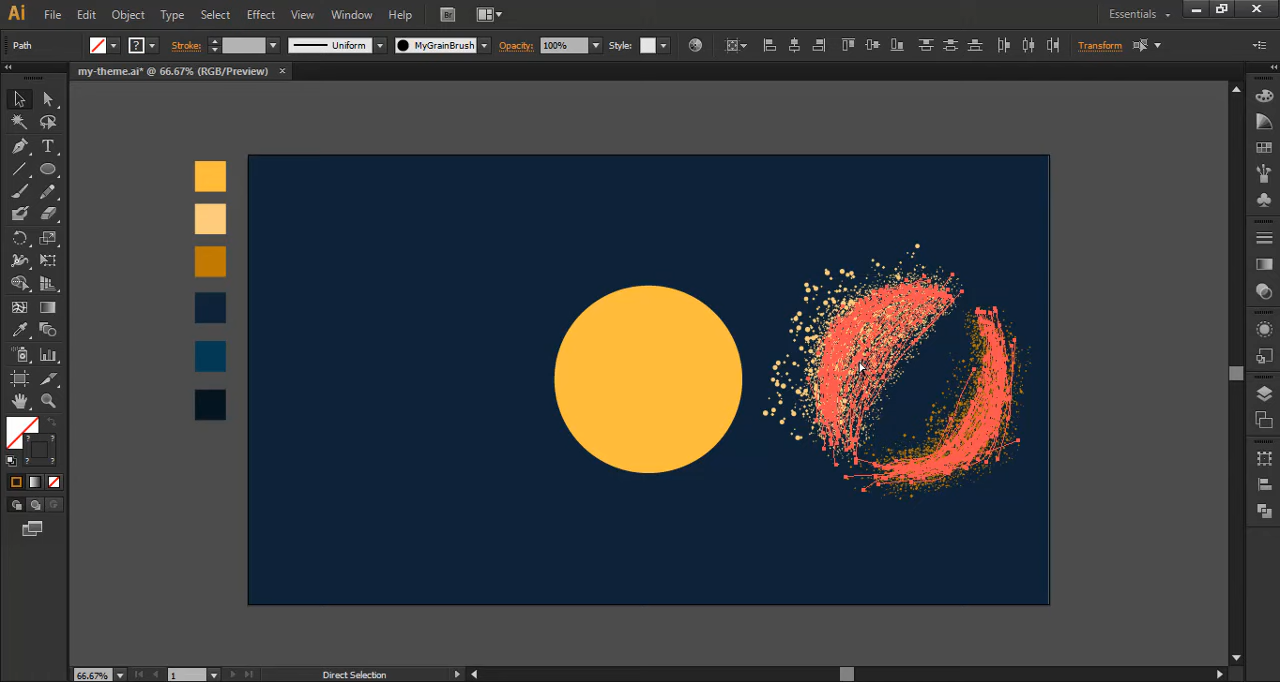 Ai File Edit Object Type Select Effect View Window Help Br Essentials
Path Stroke: Uniform MyGrainBrush Opacity: 100% Style: Transform
my-theme.ai* @ 66.67% (RGB/Preview) ×
T
? ?
66.67% 1 Direct Selection